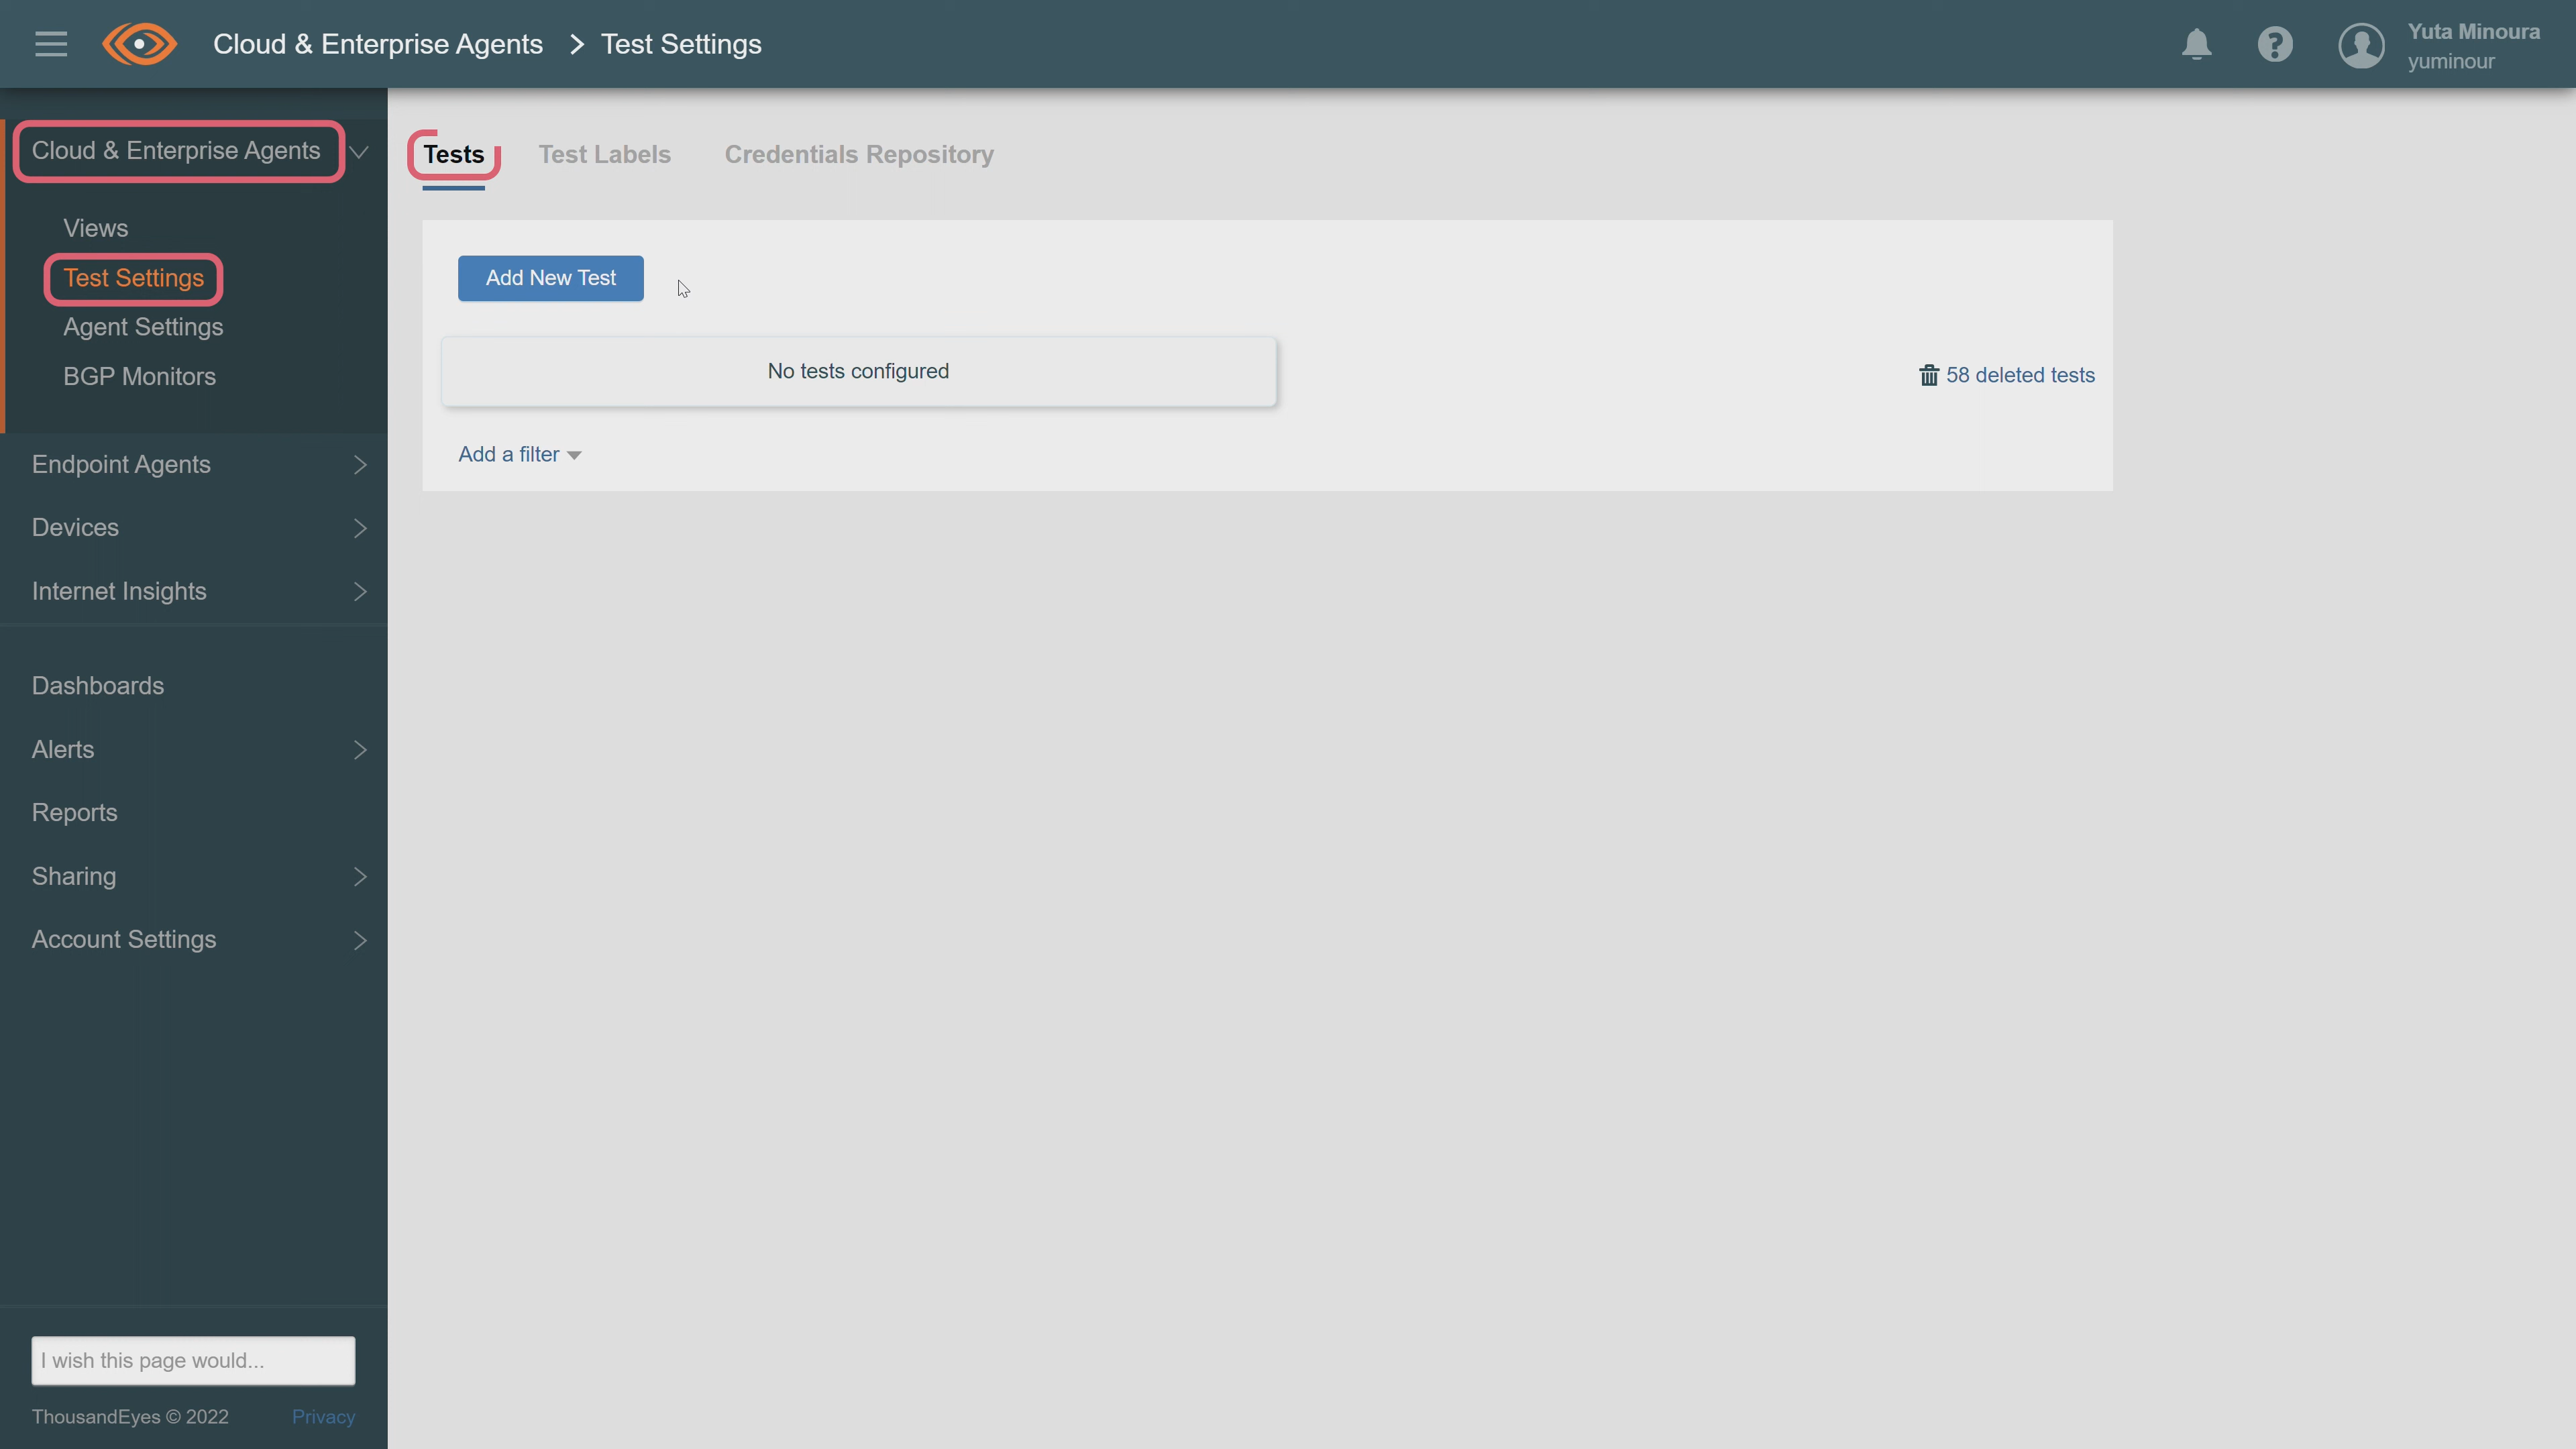 Cloud & Enterprise Agents > Test Settings
Yuta Minoura
yuminour
Cloud & Enterprise Agents
Views
Test Settings
Agent Settings
BGP Monitors
Endpoint Agents
Devices
Internet Insights
Dashboards
Alerts
Reports
Sharing
Account Settings
I wish this page would...
ThousandEyes © 2022 Privacy
Tests Test Labels Credentials Repository
Add New Test
No tests configured
58 deleted tests
Add a filter